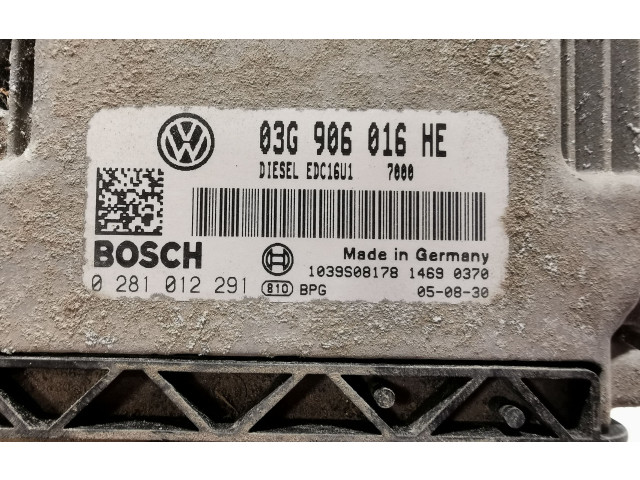 03G 906 016 HE
DIESEL EDC16U1 7000
BOSCH
Made in Germany
1039S08178 1469 0370
0 281 012 291
810 BPG 05-08-30